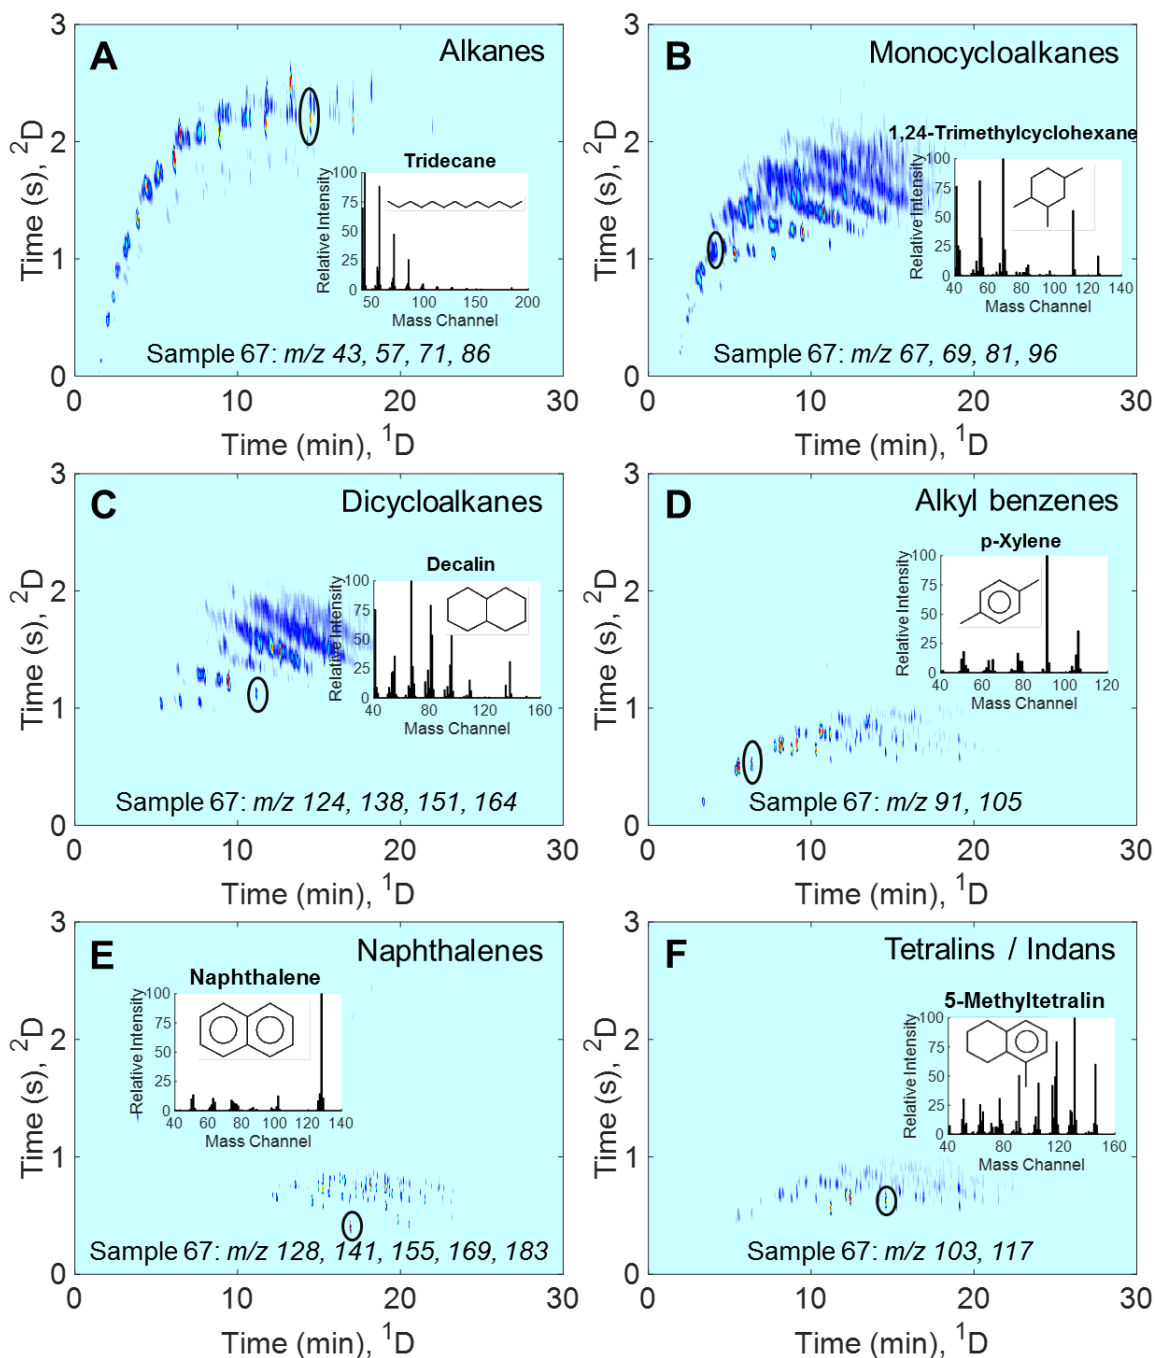 A
Alkanes
3
2
1
0
Time (s), ²D
Tridecane
Relative Intensity
100
75
50
25
0
50 100 150 200
Mass Channel
Sample 67: m/z 43, 57, 71, 86
0 10 20 30
Time (min), ¹D
B
Monocycloalkanes
3
2
1
0
Time (s), ²D
1,24-Trimethylcyclohexane
Relative Intensity
100
75
50
25
0
40 60 80 100 120 140
Mass Channel
Sample 67: m/z 67, 69, 81, 96
0 10 20 30
Time (min), ¹D
C
Dicycloalkanes
3
2
1
0
Time (s), ²D
Decalin
Relative Intensity
100
75
50
25
0
40 80 120 160
Mass Channel
Sample 67: m/z 124, 138, 151, 164
0 10 20 30
Time (min), ¹D
D
Alkyl benzenes
3
2
1
0
Time (s), ²D
p-Xylene
Relative Intensity
100
75
50
25
0
40 60 80 100 120
Mass Channel
Sample 67: m/z 91, 105
0 10 20 30
Time (min), ¹D
E
Naphthalenes
3
2
1
0
Time (s), ²D
Naphthalene
Relative Intensity
100
75
50
25
0
40 60 80 100 120 140
Mass Channel
Sample 67: m/z 128, 141, 155, 169, 183
0 10 20 30
Time (min), ¹D
F
Tetralins / Indans
3
2
1
0
Time (s), ²D
5-Methyltetralin
Relative Intensity
100
75
50
25
0
40 80 120 160
Mass Channel
Sample 67: m/z 103, 117
0 10 20 30
Time (min), ¹D